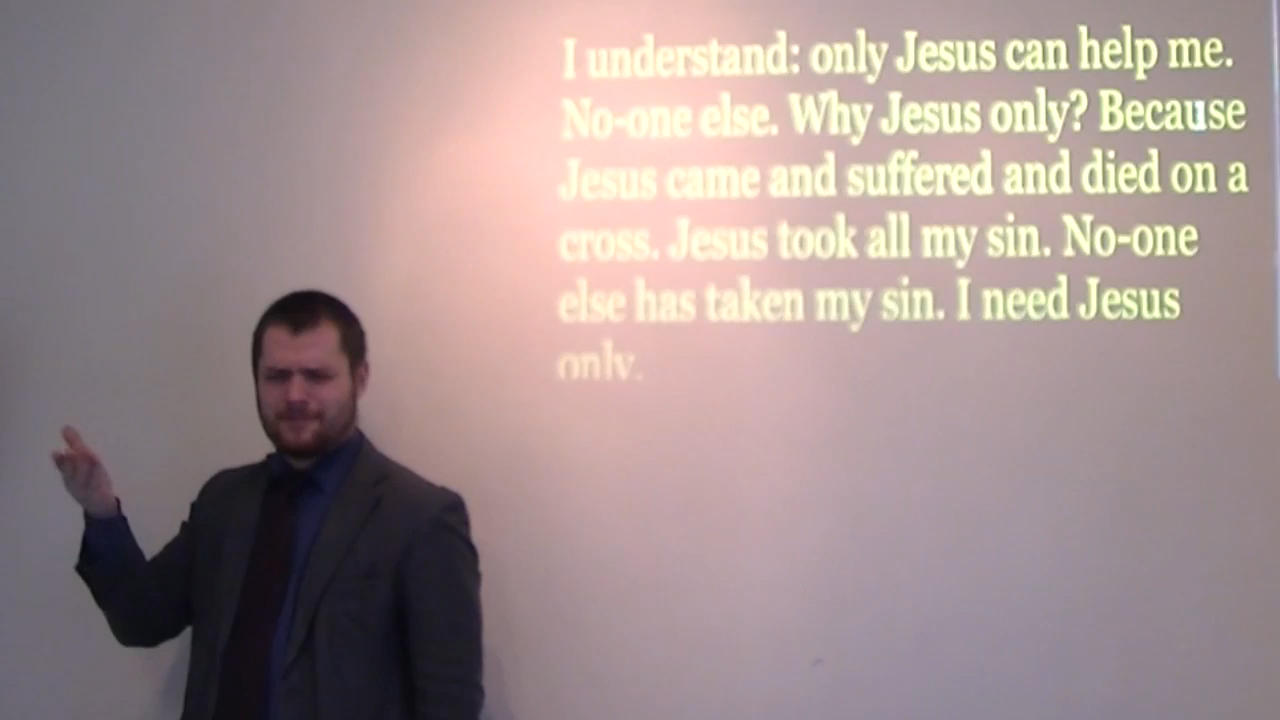 I understand: only Jesus can help me.
No-one else. Why Jesus only? Because
Jesus came and suffered and died on a
cross. Jesus took all my sin. No-one
else has taken my sin. I need Jesus
only.